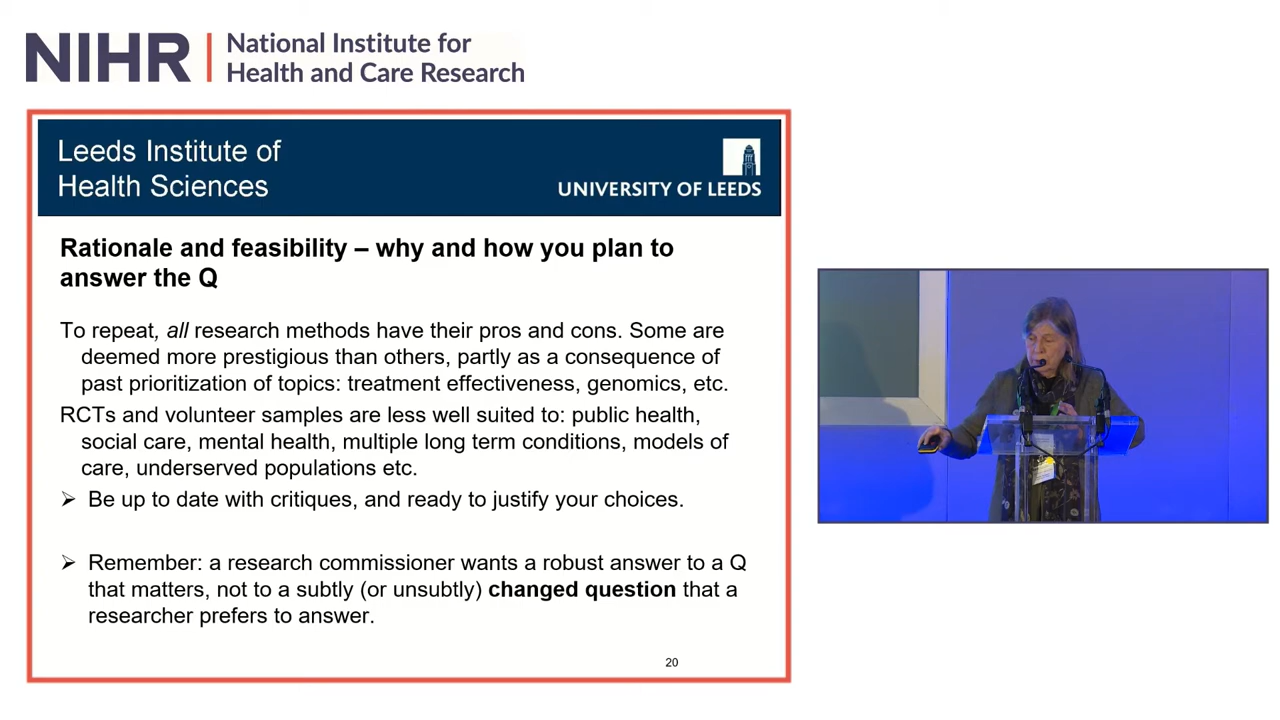 NIHR
National Institute for
Health and Care Research
Leeds Institute of
Health Sciences
UNIVERSITY OF LEEDS
Rationale and feasibility – why and how you plan to
answer the Q
To repeat, all research methods have their pros and cons. Some are
deemed more prestigious than others, partly as a consequence of
past prioritization of topics: treatment effectiveness, genomics, etc.
RCTs and volunteer samples are less well suited to: public health,
social care, mental health, multiple long term conditions, models of
care, underserved populations etc.
➢ Be up to date with critiques, and ready to justify your choices.
➢ Remember: a research commissioner wants a robust answer to a Q
that matters, not to a subtly (or unsubtly) changed question that a
researcher prefers to answer.
20